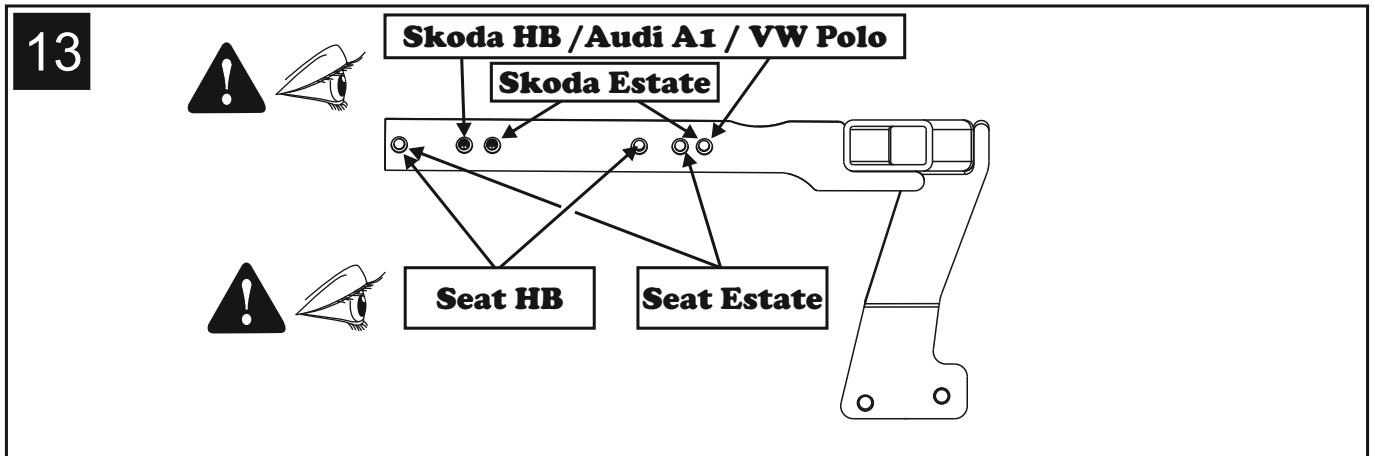 13
Skoda HB /Audi A1 / VW Polo
Skoda Estate
Seat HB
Seat Estate